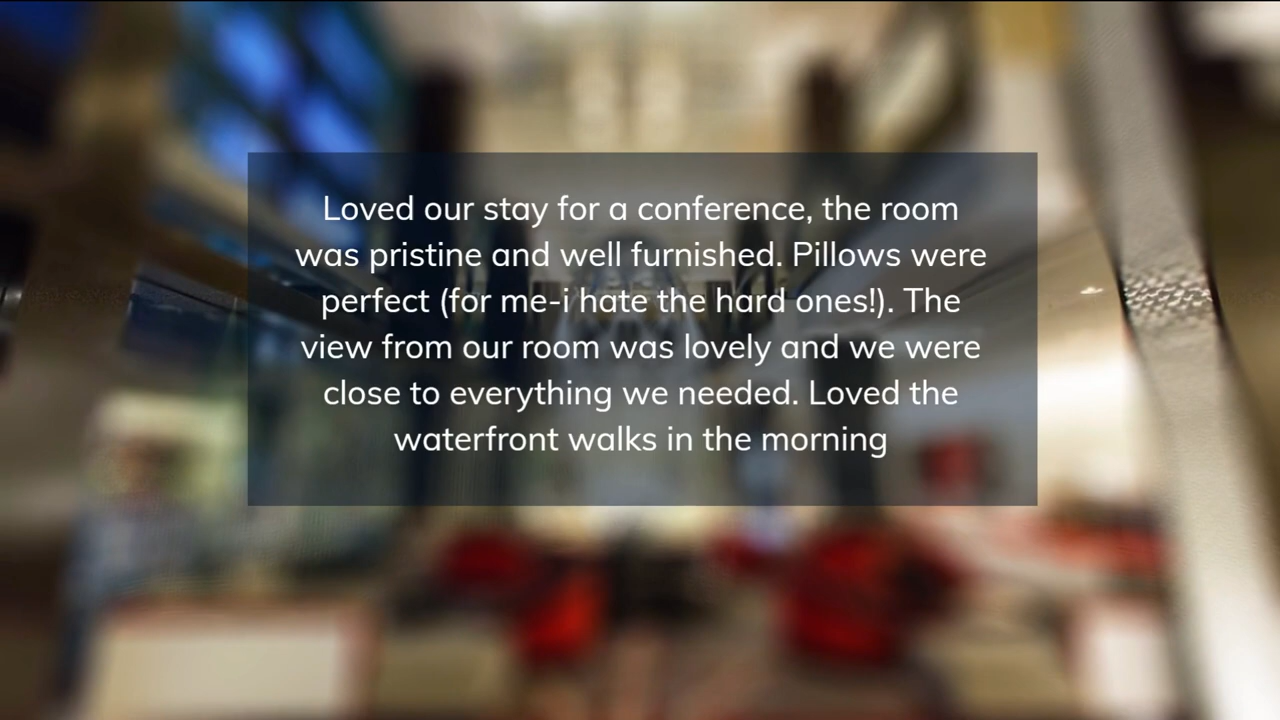 Loved our stay for a conference, the room
was pristine and well furnished. Pillows were
perfect (for me-i hate the hard ones!). The
view from our room was lovely and we were
close to everything we needed. Loved the
waterfront walks in the morning